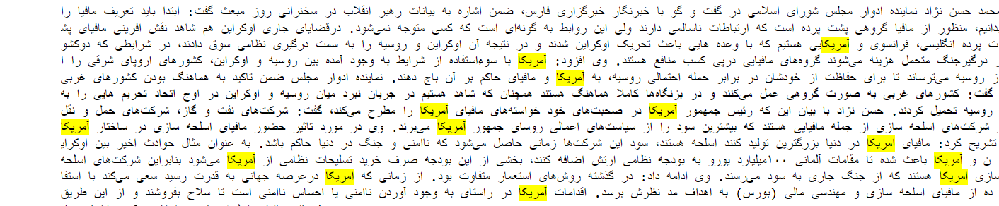 محمد حسن نژاد نماینده ادوار مجلس شورای اسلامی در گفت و گو با خبرنگار خبرگزاری فارس، ضمن اشاره به بیانات رهبر انقلاب در سخنرانی روز مبعث گفت: ابتدا باید تعریف مافیا را
بدانیم، منظور از مافیا گروهی پشت پرده است که ارتباطات ناسالمی دارند ولی این روابط به گونه‌ای است که کسی متوجه نمی‌شود. درقضایای جاری اوکراین هم شاهد نقش آفرینی مافیای پش
ت پرده انگلیسی، فرانسوی و آمریکایی هستیم که با وعده هایی باعث تحریک اوکراین شدند و در نتیجه آن اوکراین و روسیه را به سمت درگیری نظامی سوق دادند، در شرایطی که دوکشو
ر درگیرجنگ متحمل هزینه می‌شوند گروه‌های مافیایی درپی کسب منافع هستند. وی افزود: آمریکا با سوءاستفاده از شرایط به وجود آمده بین روسیه و اوکراین، کشورهای اروپای شرقی را ا
ز روسیه می‌ترساند تا برای حفاظت از خودشان در برابر حمله احتمالی روسیه، به آمریکا و مافیای حاکم بر آن باج دهند. نماینده ادوار مجلس ضمن تاکید به هماهنگ بودن کشورهای غربی
گفت: کشورهای غربی به صورت گروهی عمل می‌کنند و در بزنگاه‌ها کاملا هماهنگ هستند همچنان که شاهد هستیم در جریان نبرد میان روسیه و اوکراین در اوج اتحاد تحریم هایی را به
روسیه تحمیل کردند. حسن نژاد با بیان این که رئیس جمهمور آمریکا در صحبت‌های خود خواسته‌های مافیای آمریکا را مطرح می‌کند، گفت: شرکت‌های نفت و گاز، شرکت‌های حمل و نقل
و شرکت‌های اسلحه سازی از جمله مافیایی هستند که بیشترین سود را از سیاست‌های اعمالی روسای جمهور آمریکا می‌برند. وی در مورد تاثیر حضور مافیای اسلحه سازی در ساختار آمریکا
تشریح کرد: مافیای آمریکا در دنیا بزرگترین تولید کنند اسلحه هستند، سود این شرکت‌ها زمانی حاصل می‌شود که ناامنی و جنگ در دنیا حاکم باشد. به عنوان مثال حوادث اخیر بین اوکرای
ن و آمریکا باعث شده تا مقامات آلمانی ۱۰۰میلیارد یورو به بودجه نظامی ارتش اضافه کنند، بخشی از این بودجه صرف خرید تسلیحات نظامی از آمریکا می‌شود بنابراین شرکت‌های اسلحه
سازی آمریکا هستند که از جنگ جاری به سود می‌رسند. وی ادامه داد: در گذشته روش‌های استعمار متفاوت بود. از زمانی که آمریکا درعرصه جهانی به قدرت رسید سعی می‌کند با استفا
ده از مافیای اسلحه سازی و مهندسی مالی (بورس) به اهداف مد نظرش برسد. اقدامات آمریکا در راستای به وجود آوردن ناامنی یا احساس ناامنی است تا سلاح بفروشند و از این طریق